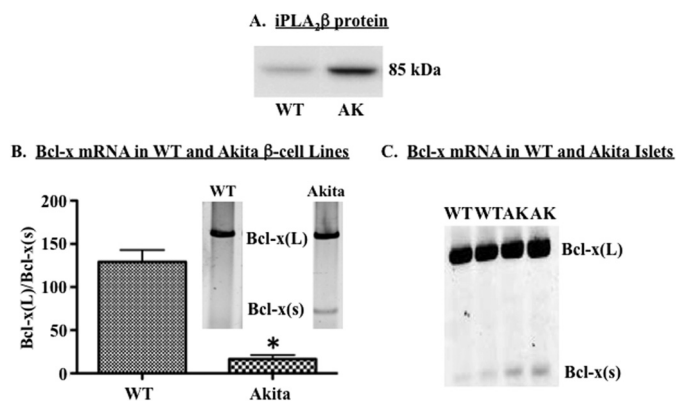 A. iPLA₂β protein
85 kDa
WT AK
B. Bcl-x mRNA in WT and Akita β-cell Lines
Bcl-x(L)/Bcl-x(s)
200
150
100
50
0
WT
Akita
Bcl-x(L)
Bcl-x(s)
*
WT
Akita
C. Bcl-x mRNA in WT and Akita Islets
WT WT AK AK
Bcl-x(L)
Bcl-x(s)